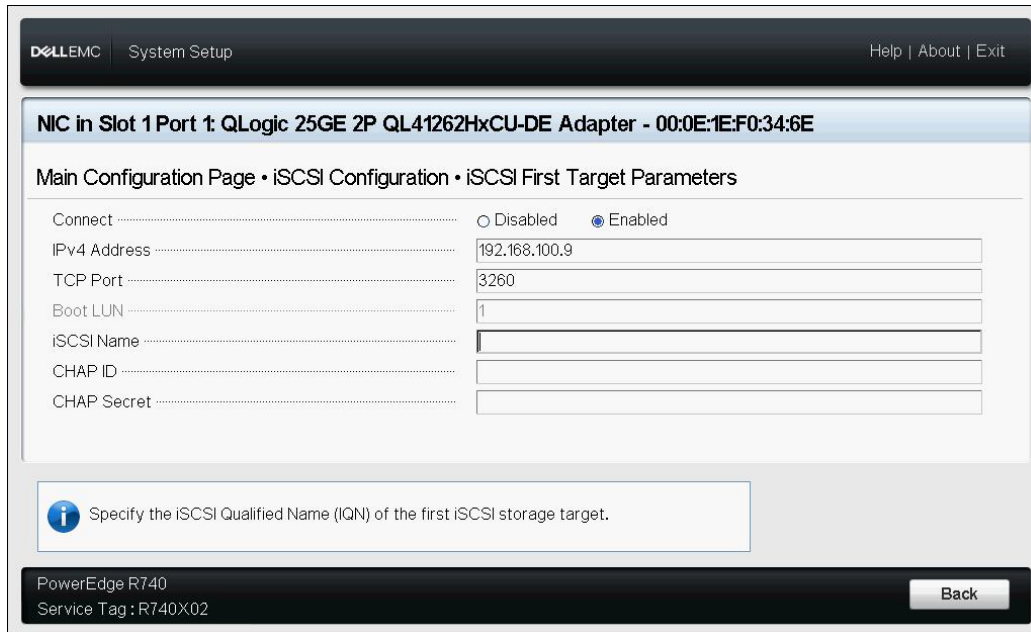 DELLEMC System Setup Help | About | Exit
NIC in Slot 1 Port 1: QLogic 25GE 2P QL41262HxCU-DE Adapter - 00:0E:1E:F0:34:6E
Main Configuration Page • iSCSI Configuration • iSCSI First Target Parameters
Connect Disabled Enabled
IPv4 Address 192.168.100.9
TCP Port 3260
Boot LUN 1
iSCSI Name
CHAP ID
CHAP Secret
Specify the iSCSI Qualified Name (IQN) of the first iSCSI storage target.
PowerEdge R740
Service Tag : R740X02
Back